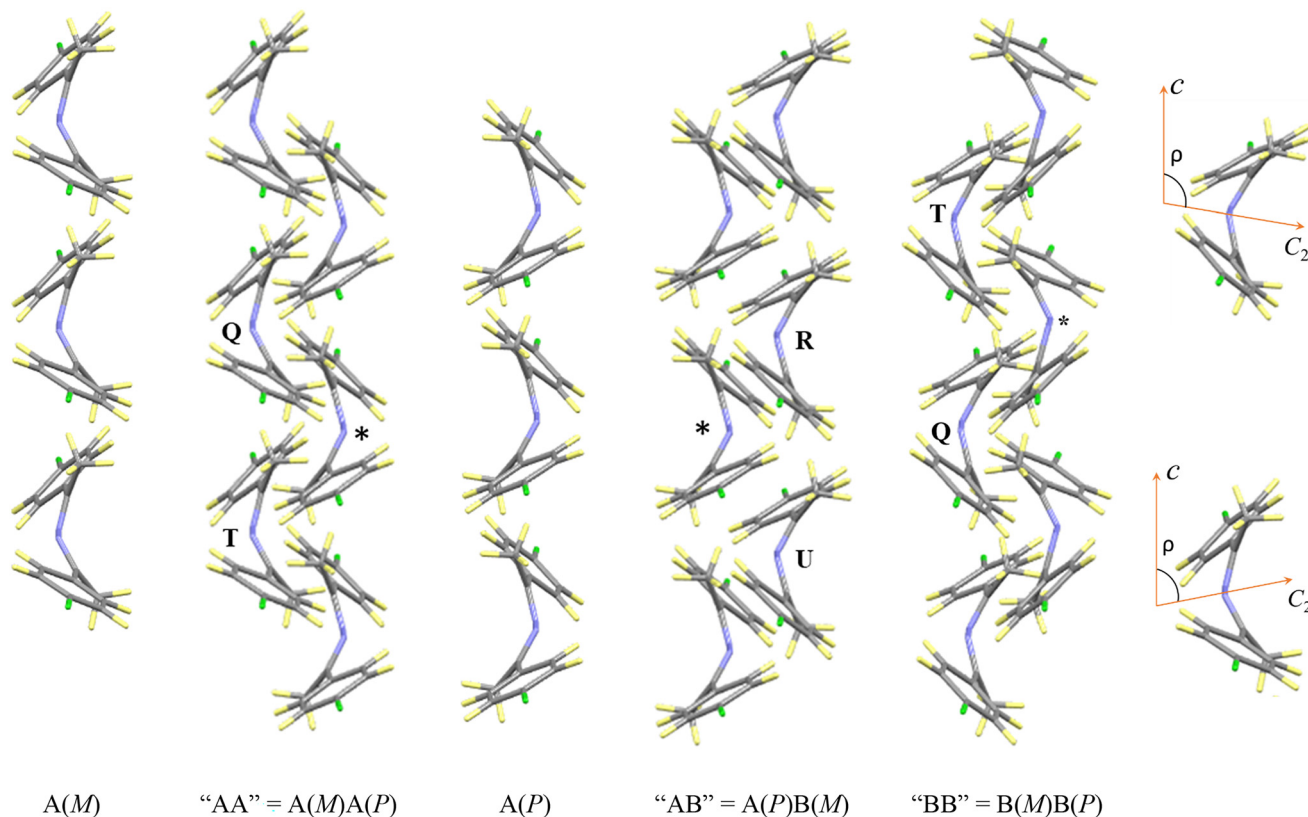 c
ρ
C2
T
Q
R
*
*
Q
*
c
ρ
C2
T
U
A(M)
“AA” = A(M)A(P)
A(P)
“AB” = A(P)B(M)
“BB” = B(M)B(P)